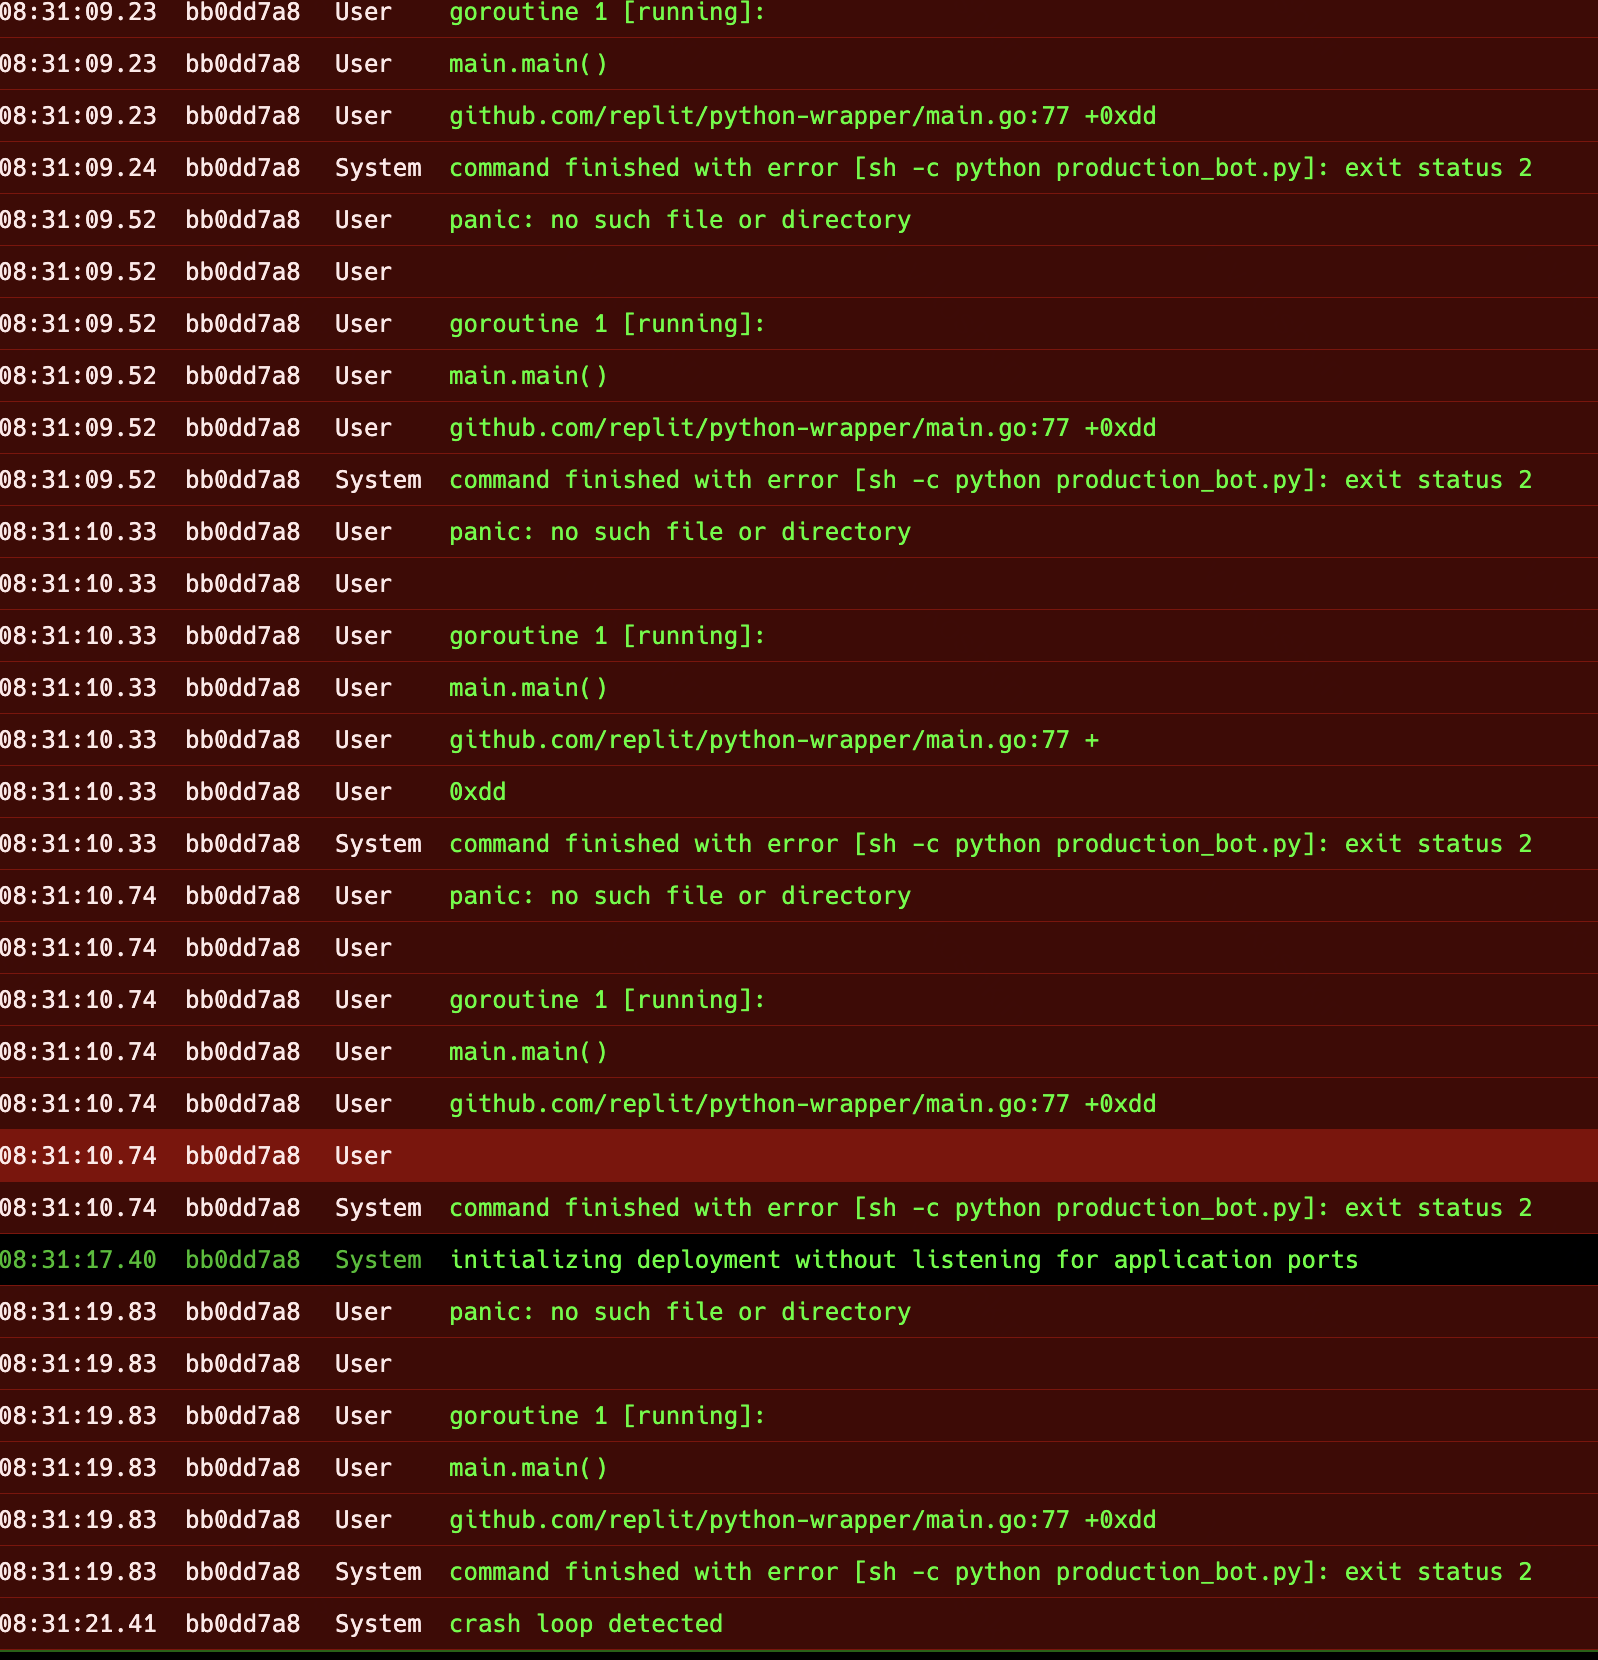 08:31:09.23 bb0dd7a8 User goroutine 1 [running]:
08:31:09.23 bb0dd7a8 User main.main()
08:31:09.23 bb0dd7a8 User github.com/replit/python-wrapper/main.go:77 +0xdd
08:31:09.24 bb0dd7a8 System command finished with error [sh -c python production_bot.py]: exit status 2
08:31:09.52 bb0dd7a8 User panic: no such file or directory
08:31:09.52 bb0dd7a8 User
08:31:09.52 bb0dd7a8 User goroutine 1 [running]:
08:31:09.52 bb0dd7a8 User main.main()
08:31:09.52 bb0dd7a8 User github.com/replit/python-wrapper/main.go:77 +0xdd
08:31:09.52 bb0dd7a8 System command finished with error [sh -c python production_bot.py]: exit status 2
08:31:10.33 bb0dd7a8 User panic: no such file or directory
08:31:10.33 bb0dd7a8 User
08:31:10.33 bb0dd7a8 User goroutine 1 [running]:
08:31:10.33 bb0dd7a8 User main.main()
08:31:10.33 bb0dd7a8 User github.com/replit/python-wrapper/main.go:77 +
08:31:10.33 bb0dd7a8 User 0xdd
08:31:10.33 bb0dd7a8 System command finished with error [sh -c python production_bot.py]: exit status 2
08:31:10.74 bb0dd7a8 User panic: no such file or directory
08:31:10.74 bb0dd7a8 User
08:31:10.74 bb0dd7a8 User goroutine 1 [running]:
08:31:10.74 bb0dd7a8 User main.main()
08:31:10.74 bb0dd7a8 User github.com/replit/python-wrapper/main.go:77 +0xdd
08:31:10.74 bb0dd7a8 User
08:31:10.74 bb0dd7a8 System command finished with error [sh -c python production_bot.py]: exit status 2
08:31:17.40 bb0dd7a8 System initializing deployment without listening for application ports
08:31:19.83 bb0dd7a8 User panic: no such file or directory
08:31:19.83 bb0dd7a8 User
08:31:19.83 bb0dd7a8 User goroutine 1 [running]:
08:31:19.83 bb0dd7a8 User main.main()
08:31:19.83 bb0dd7a8 User github.com/replit/python-wrapper/main.go:77 +0xdd
08:31:19.83 bb0dd7a8 System command finished with error [sh -c python production_bot.py]: exit status 2
08:31:21.41 bb0dd7a8 System crash loop detected